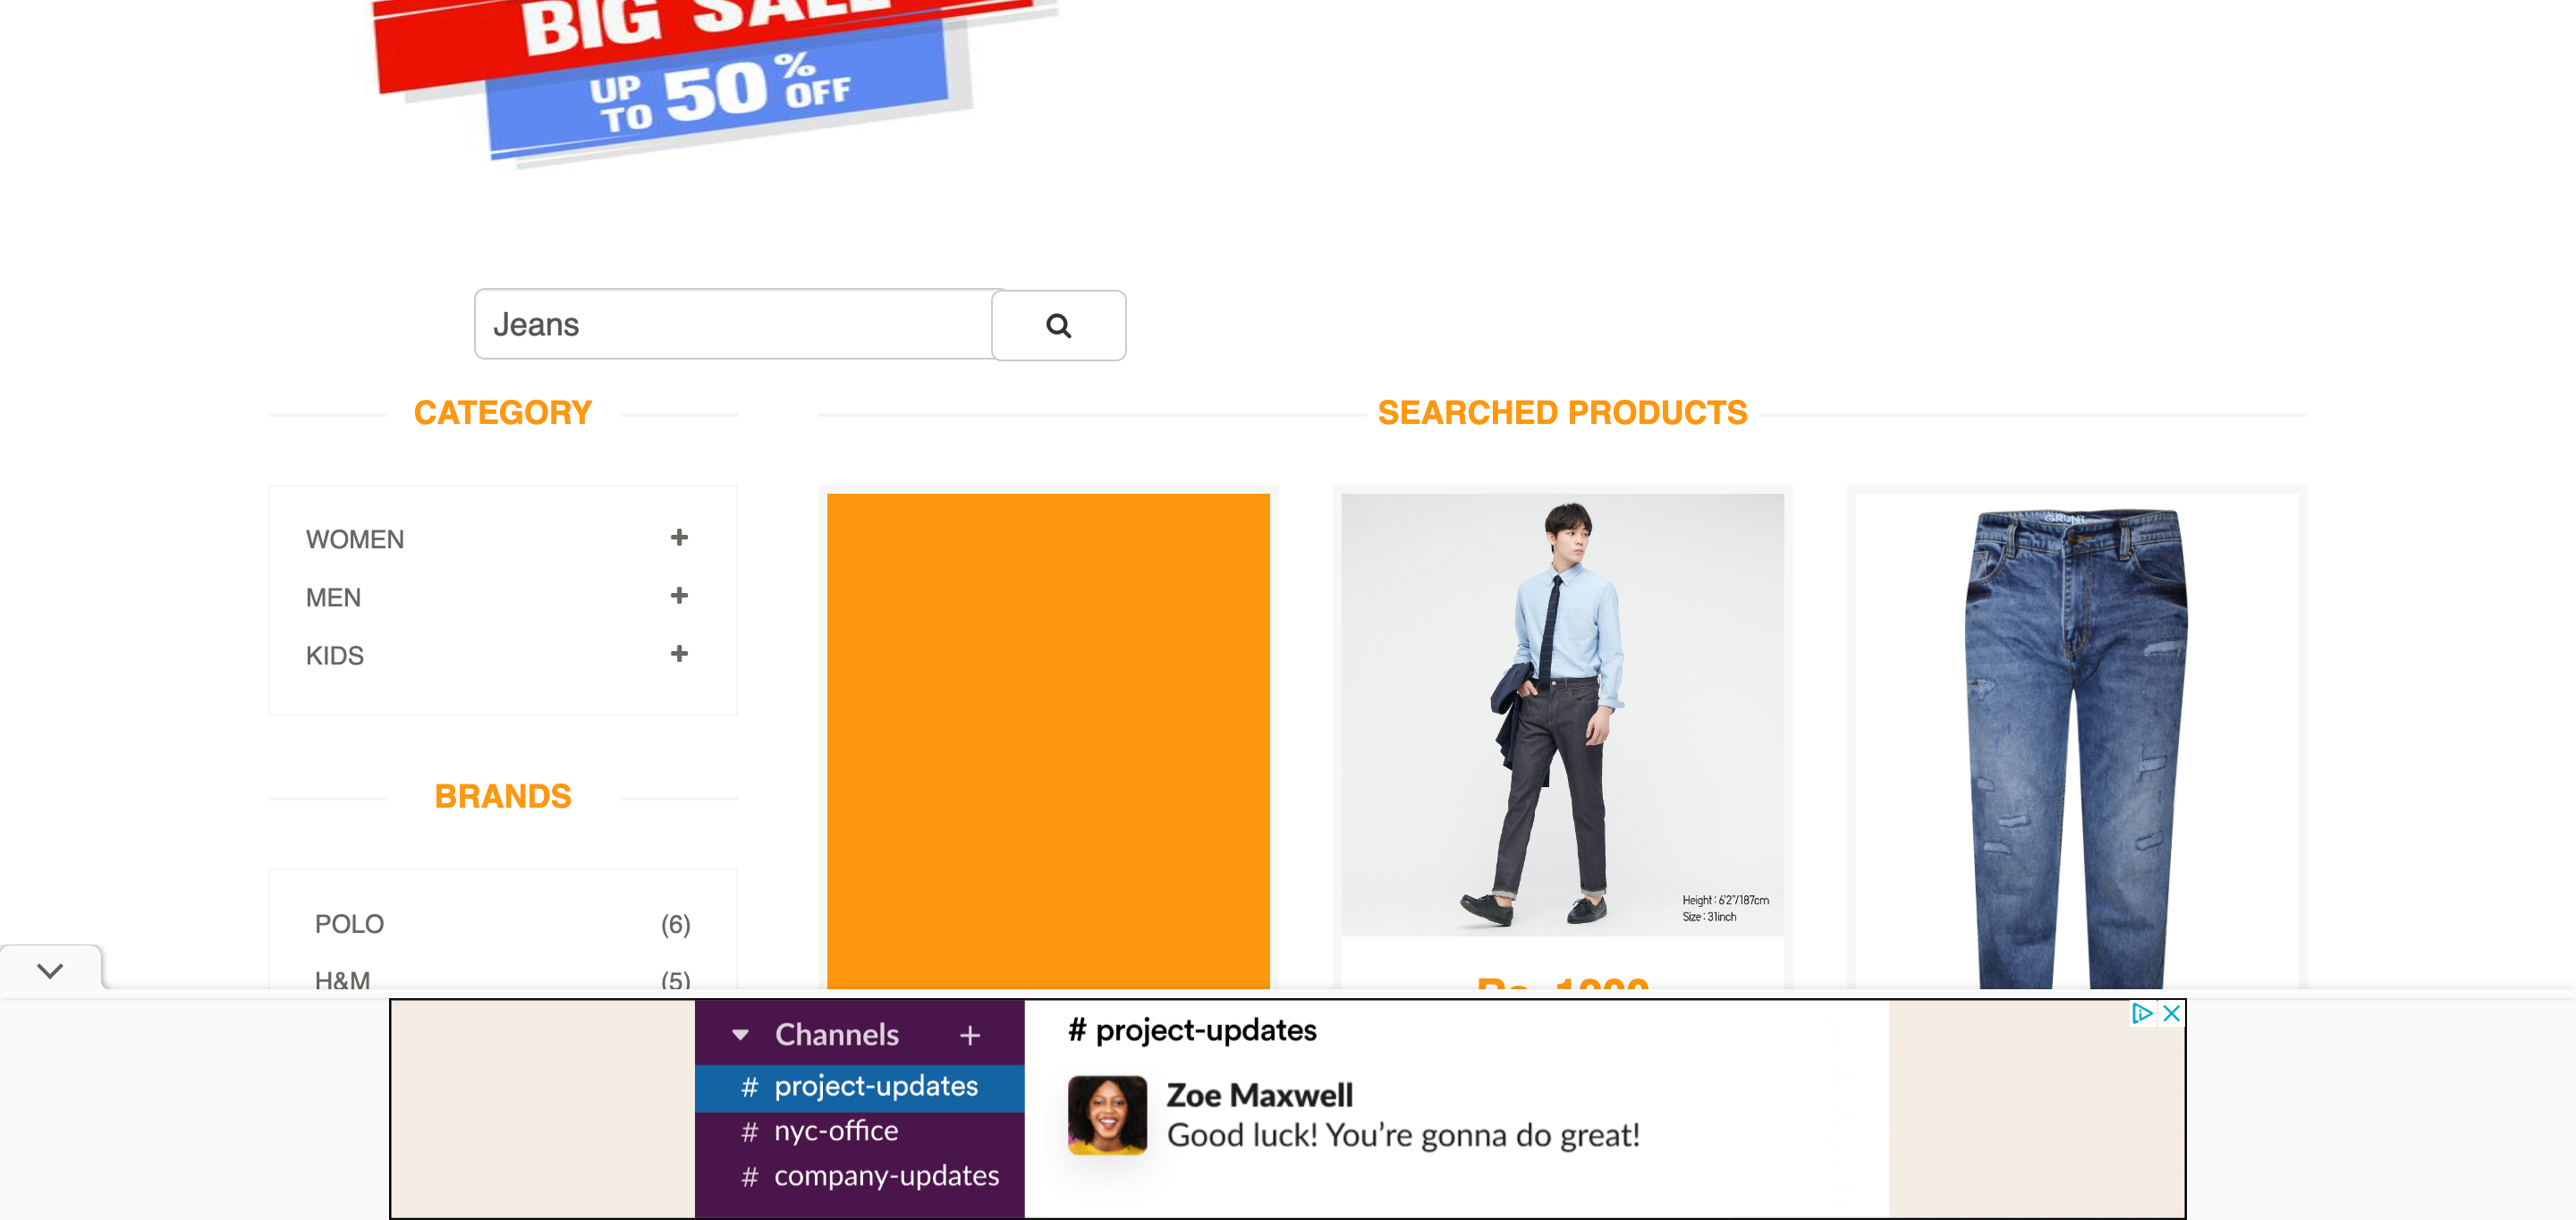 BIG SALE
UP TO 50% OFF
Jeans
CATEGORY
SEARCHED PRODUCTS
WOMEN
MEN
KIDS
BRANDS
POLO (6)
H&M (5)
GRUNT
Height : 6'2"/187cm
Size : 31inch
Channels
# project-updates
# nyc-office
# company-updates
# project-updates
Zoe Maxwell
Good luck! You’re gonna do great!